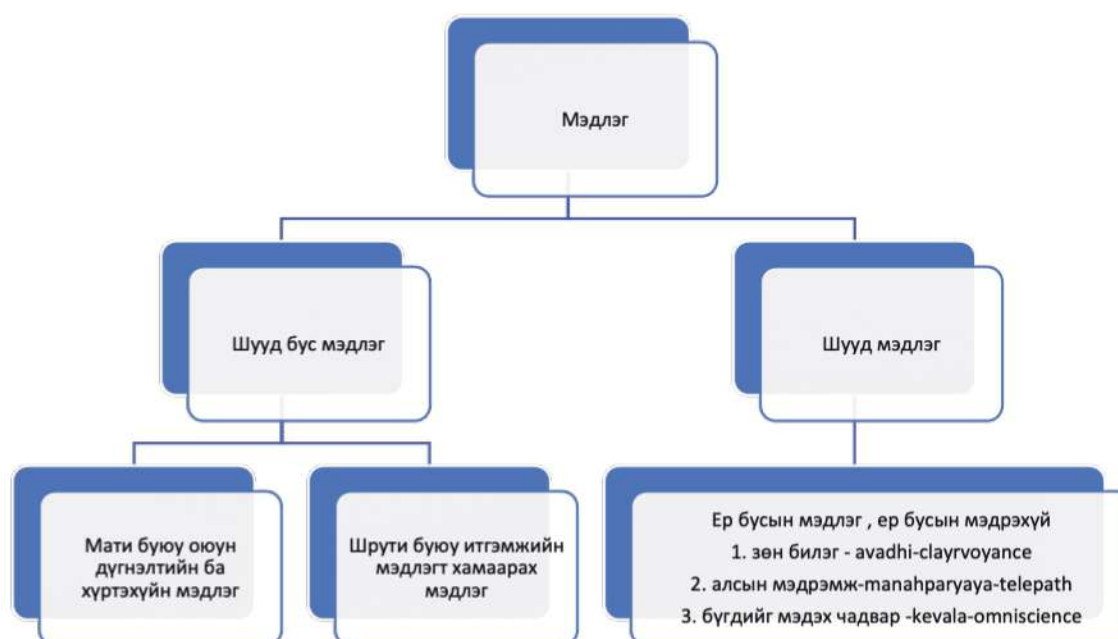 Мэдлэг
Шууд бус мэдлэг
Шууд мэдлэг
Мати буюу оюун
дүгнэлтийн ба
хүртэхүйн мэдлэг
Шрути буюу итгэмжийн
мэдлэгт хамаарах
мэдлэг
Ер бусын мэдлэг , ер бусын мэдрэхүй
1. зөн билэг - avadhi-clayrvoyance
2. алсын мэдрэмж-manahparyaya-telepath
3. бүгдийг мэдэх чадвар -kevala-omniscience